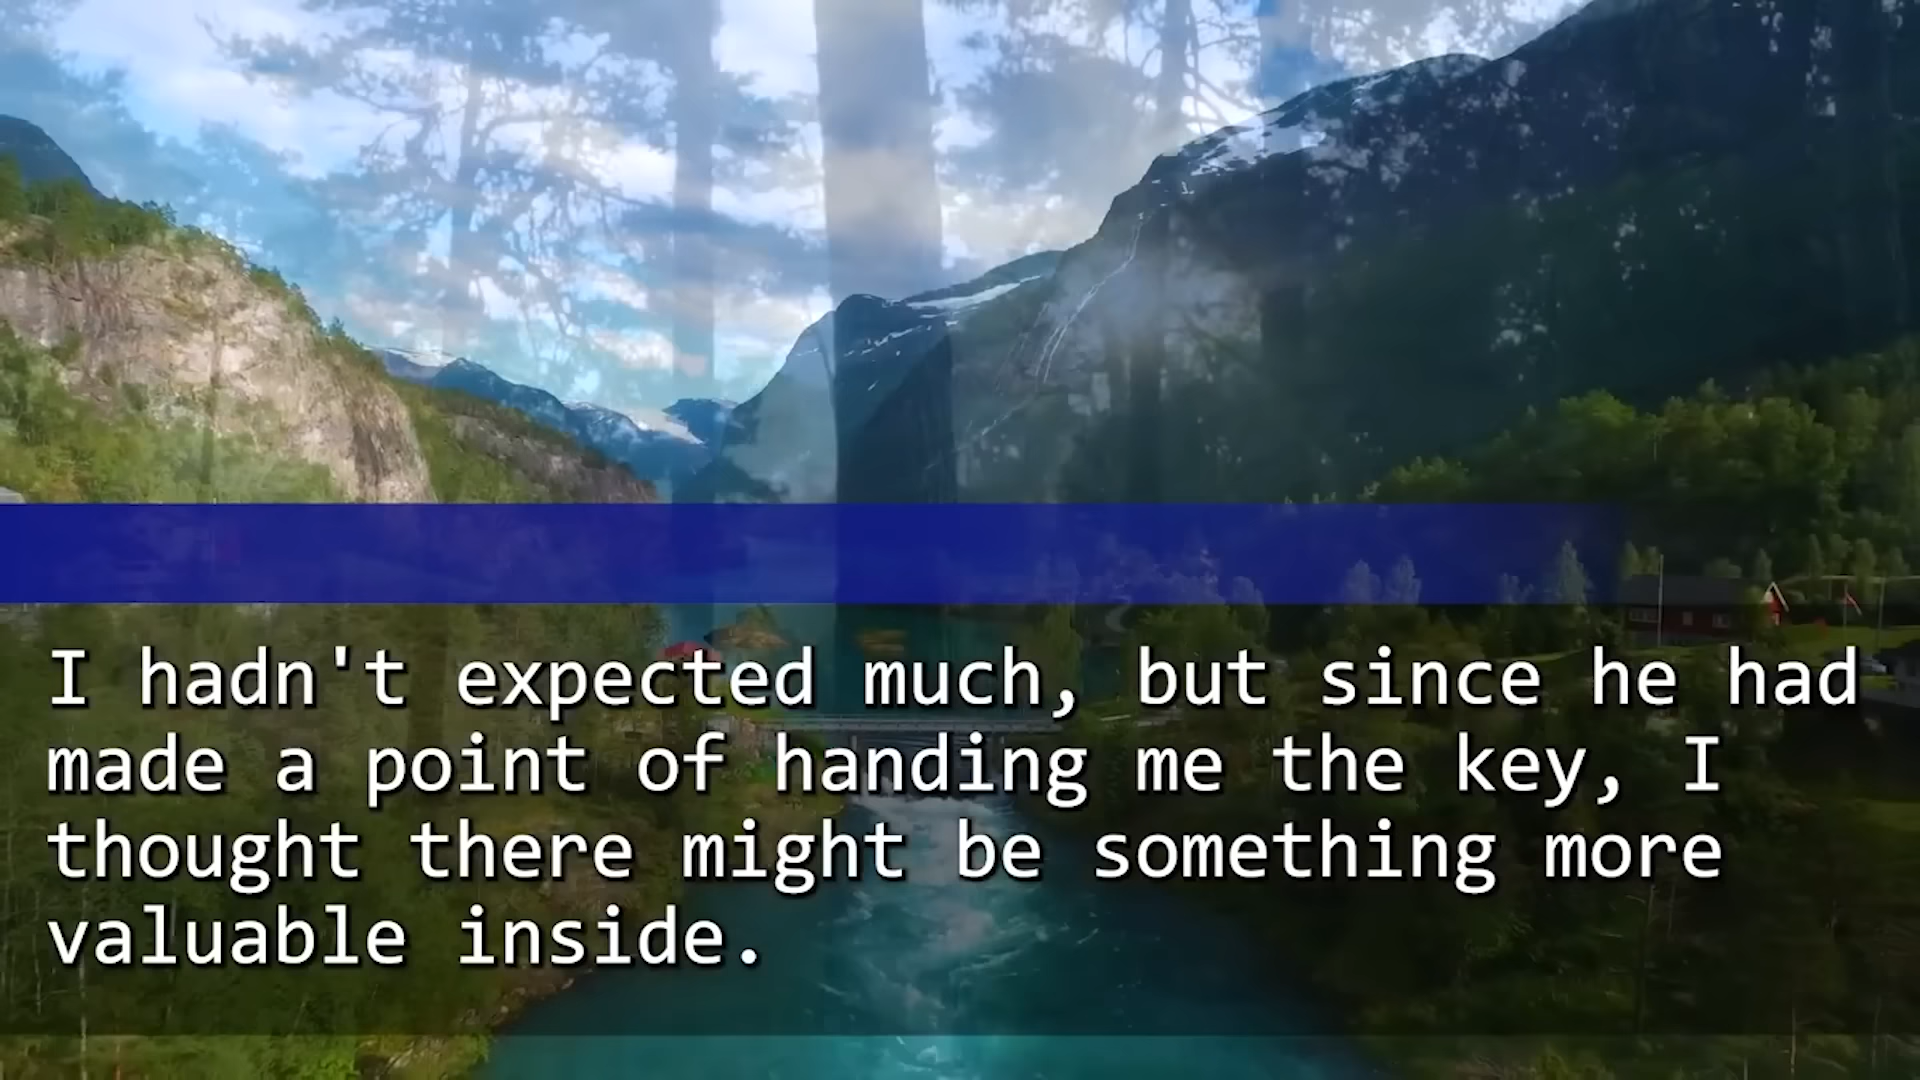 I hadn't expected much, but since he had
made a point of handing me the key, I
thought there might be something more
valuable inside.